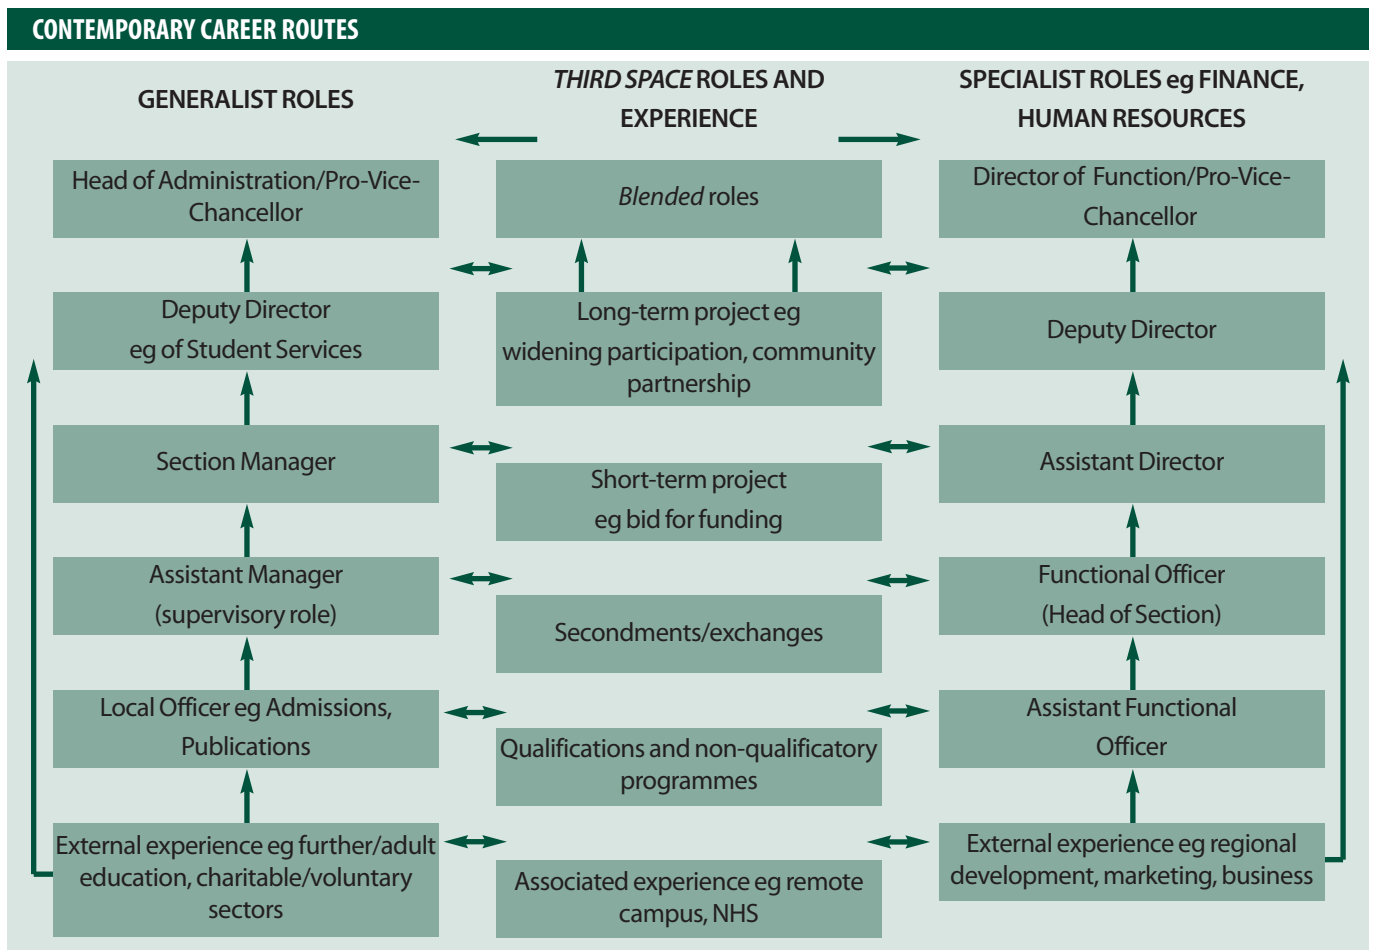 CONTEMPORARY CAREER ROUTES
GENERALIST ROLES
THIRD SPACE ROLES AND
EXPERIENCE
SPECIALIST ROLES eg FINANCE,
HUMAN RESOURCES
Head of Administration/Pro-Vice-
Chancellor
Blended roles
Director of Function/Pro-Vice-
Chancellor
Deputy Director
eg of Student Services
Long-term project eg
widening participation, community
partnership
Deputy Director
Section Manager
Short-term project
eg bid for funding
Assistant Director
Assistant Manager
(supervisory role)
Secondments/exchanges
Functional Officer
(Head of Section)
Local Officer eg Admissions,
Publications
Qualifications and non-qualificatory
programmes
Assistant Functional
Officer
External experience eg further/adult
education, charitable/voluntary
sectors
Associated experience eg remote
campus, NHS
External experience eg regional
development, marketing, business